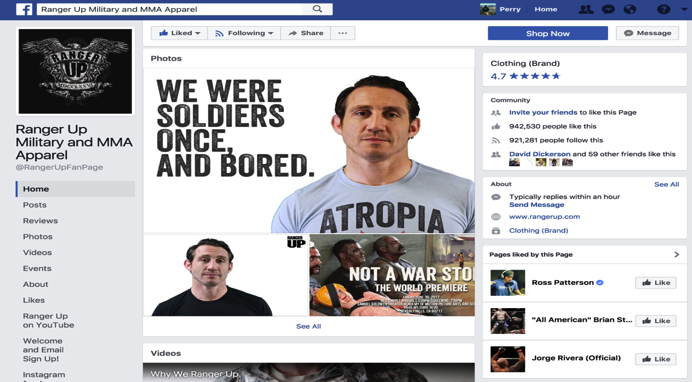 Ranger Up Military and MMA Apparel
Perry
Home
RANGER
UP
Ranger Up
Military and MMA
Apparel
@RangerUpFanPage
Home
Posts
Reviews
Photos
Videos
Events
About
Likes
Ranger Up
on YouTube
Welcome
and Email
Sign Up!
Instagram
Liked
Following
Share
Shop Now
Message
Photos
WE WERE
SOLDIERS
ONCE,
AND BORED.
ATROPIA
RANGER
UP
NOT A WAR STO
THE WORLD PREMIERE
See All
Videos
Why We Ranger Up.
Clothing (Brand)
4.7 ★★★★★
Community
Invite your friends to like this Page
942,530 people like this
921,281 people follow this
David Dickerson and 59 other friends like this
About
See All
Typically replies within an hour
Send Message
www.rangerup.com
Clothing (Brand)
Pages liked by this Page
Ross Patterson
Like
"All American" Brian St...
Like
Jorge Rivera (Official)
Like